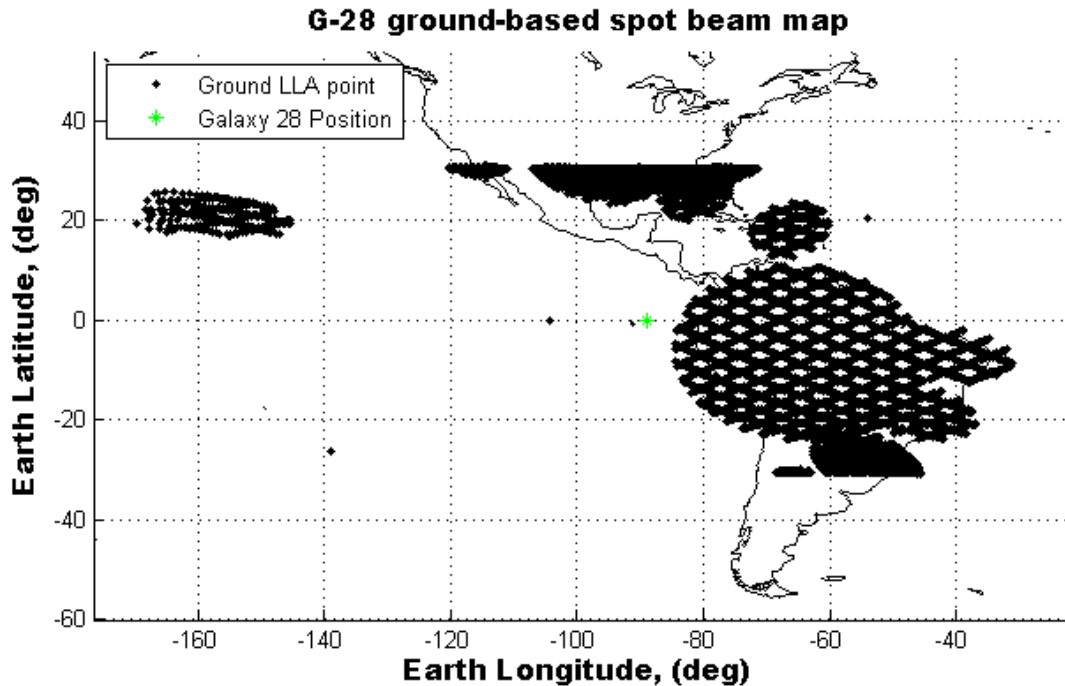 G-28 ground-based spot beam map
Ground LLA point
Galaxy 28 Position
Earth Latitude, (deg)
40
20
0
-20
-40
-60
-160
-140
-120
-100
-80
-60
-40
Earth Longitude, (deg)